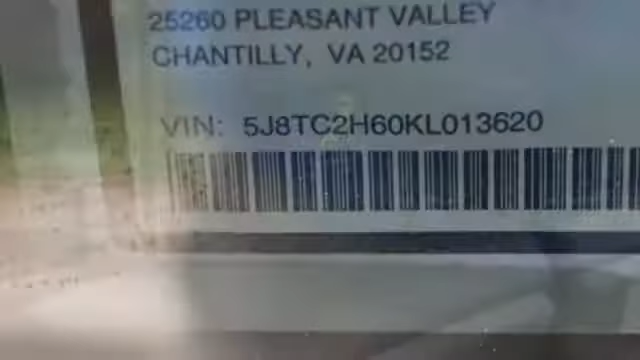 25260 PLEASANT VALLEY
CHANTILLY, VA 20152
VIN: 5J8TC2H60KL013620